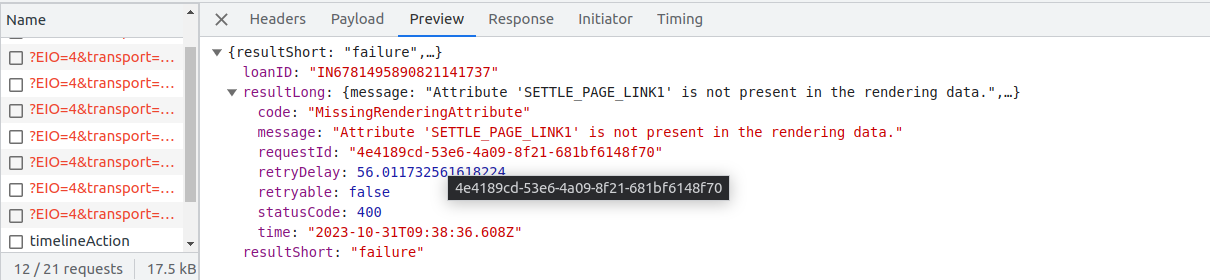 Name
Headers Payload Preview Response Initiator Timing
?EIO=4&transport=…
?EIO=4&transport=…
?EIO=4&transport=…
?EIO=4&transport=…
?EIO=4&transport=…
?EIO=4&transport=…
?EIO=4&transport=…
timelineAction
12 / 21 requests 17.5 kB
{resultShort: "failure",…}
loanID: "IN6781495890821141737"
resultLong: {message: "Attribute 'SETTLE_PAGE_LINK1' is not present in the rendering data.",…}
code: "MissingRenderingAttribute"
message: "Attribute 'SETTLE_PAGE_LINK1' is not present in the rendering data."
requestId: "4e4189cd-53e6-4a09-8f21-681bf6148f70"
retryDelay: 56.011732561618224
retryable: false
4e4189cd-53e6-4a09-8f21-681bf6148f70
statusCode: 400
time: "2023-10-31T09:38:36.608Z"
resultShort: "failure"